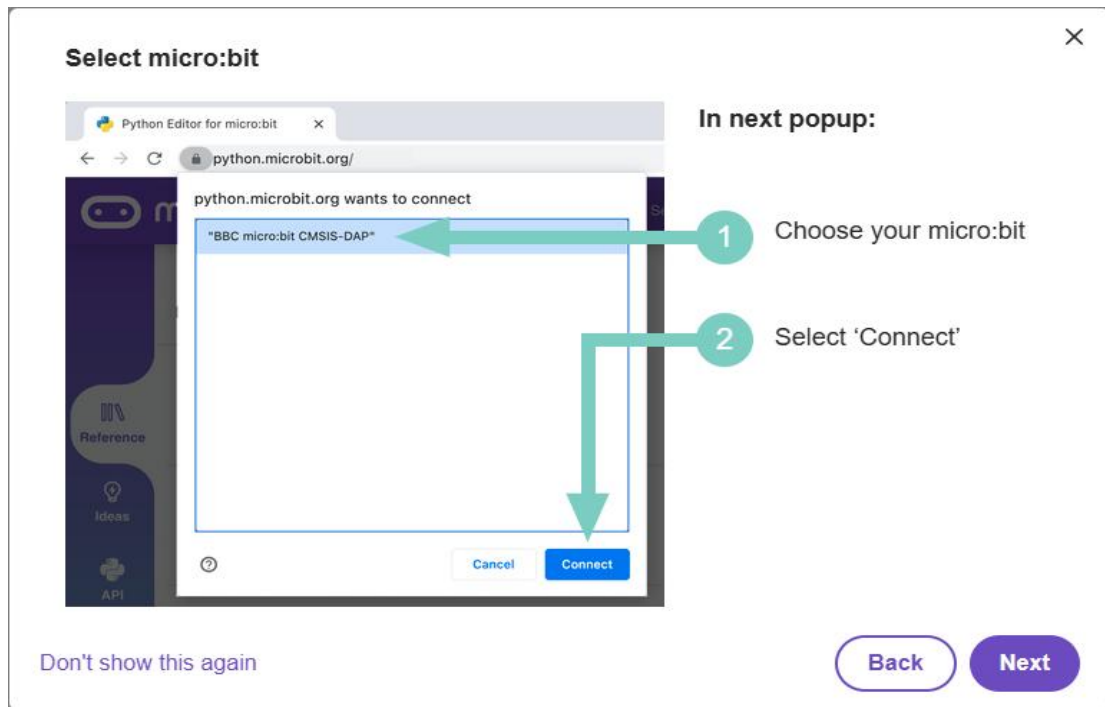 Select micro:bit
Python Editor for micro:bit
python.microbit.org/
In next popup:
python.microbit.org wants to connect
"BBC micro:bit CMSIS-DAP"
1
Choose your micro:bit
2
Select ‘Connect’
Reference
Ideas
API
Cancel
Connect
Don't show this again
Back
Next